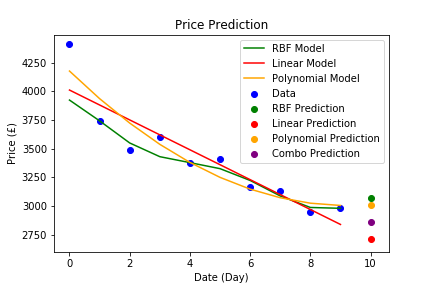 Price Prediction
RBF Model
Linear Model
Polynomial Model
Data
RBF Prediction
Linear Prediction
Polynomial Prediction
Combo Prediction
Price (£)
4250
4000
3750
3500
3250
3000
2750
0 2 4 6 8 10
Date (Day)